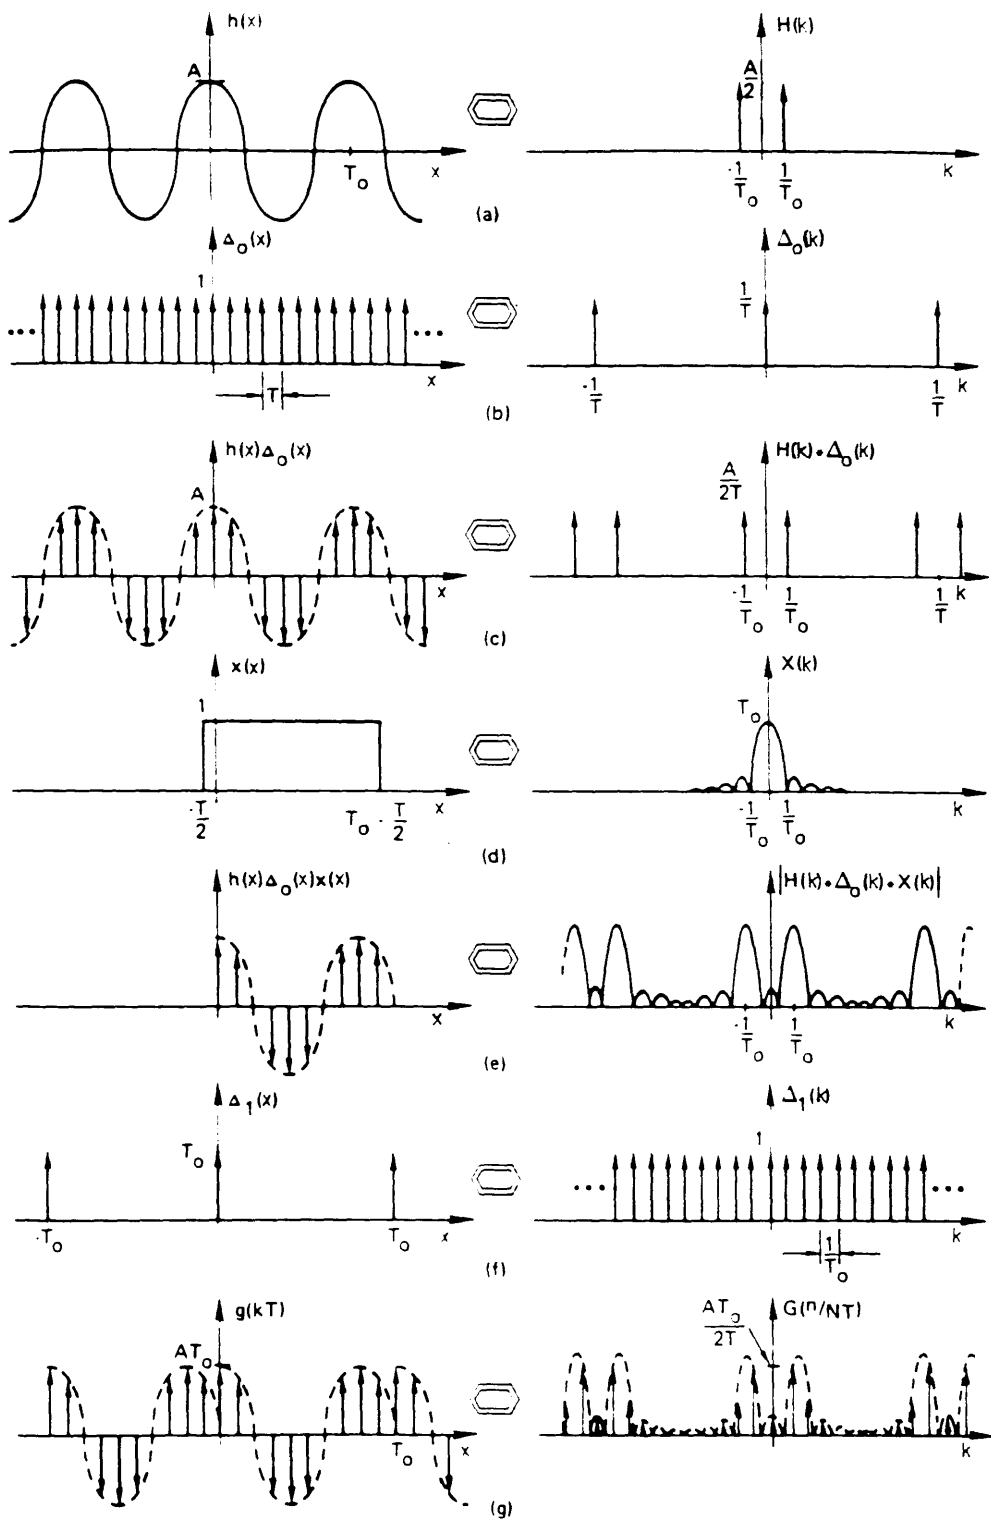 h(x)
H(k)
A
A/2
T₀
x
-1/T₀
1/T₀
k
(a)
Δ₀(x)
Δ₀(k)
1
1/T
...
...
x
T
-1/T
1/T
k
(b)
h(x)Δ₀(x)
H(k)*Δ₀(k)
A
A/2T
x
-1/T₀
1/T₀
1/T
k
(c)
x(x)
X(k)
1
T₀
-T/2
T₀ - T/2
x
-1/T₀
1/T₀
k
(d)
h(x)Δ₀(x)x(x)
|H(k)*Δ₀(k)*X(k)|
x
-1/T₀
1/T₀
k
(e)
Δ₁(x)
Δ₁(k)
T₀
1
...
...
-T₀
T₀
x
1/T₀
k
(f)
g(kT)
G(n/NT)
AT₀
AT₀/2T
T₀
x
k
(g)